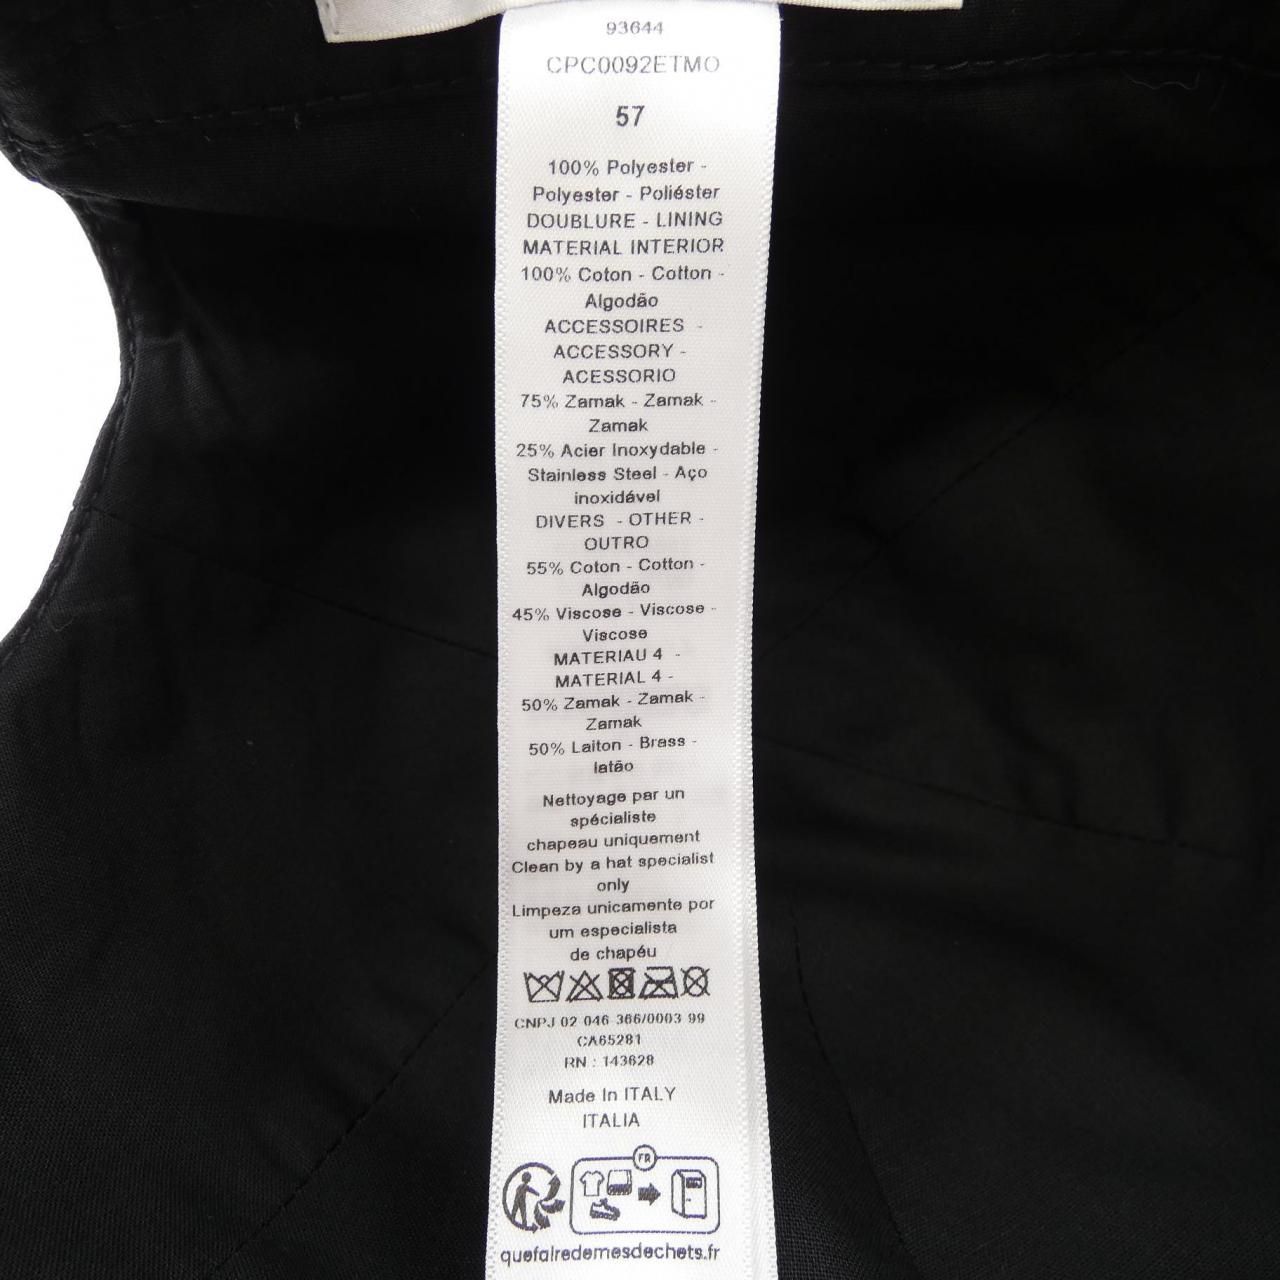 93644
CPC0092ETMO
57
100% Polyester -
Polyester - Poliéster
DOUBLURE - LINING
MATERIAL INTERIOR
100% Coton - Cotton -
Algodão
ACCESSOIRES -
ACCESSORY -
ACESSORIO
75% Zamak - Zamak -
Zamak
25% Acier Inoxydable -
Stainless Steel - Aço
inoxidável
DIVERS - OTHER -
OUTRO
55% Coton - Cotton -
Algodão
45% Viscose - Viscose -
Viscose
MATERIAU 4 -
MATERIAL 4 -
50% Zamak - Zamak -
Zamak
50% Laiton - Brass -
latão
Nettoyage par un
spécialiste
chapeau uniquement
Clean by a hat specialist
only
Limpeza unicamente por
um especialista
de chapéu
CNPJ 02 046 366/0003 99
CA65281
RN : 143628
Made In ITALY
ITALIA
FR
quefairedemesdechets.fr